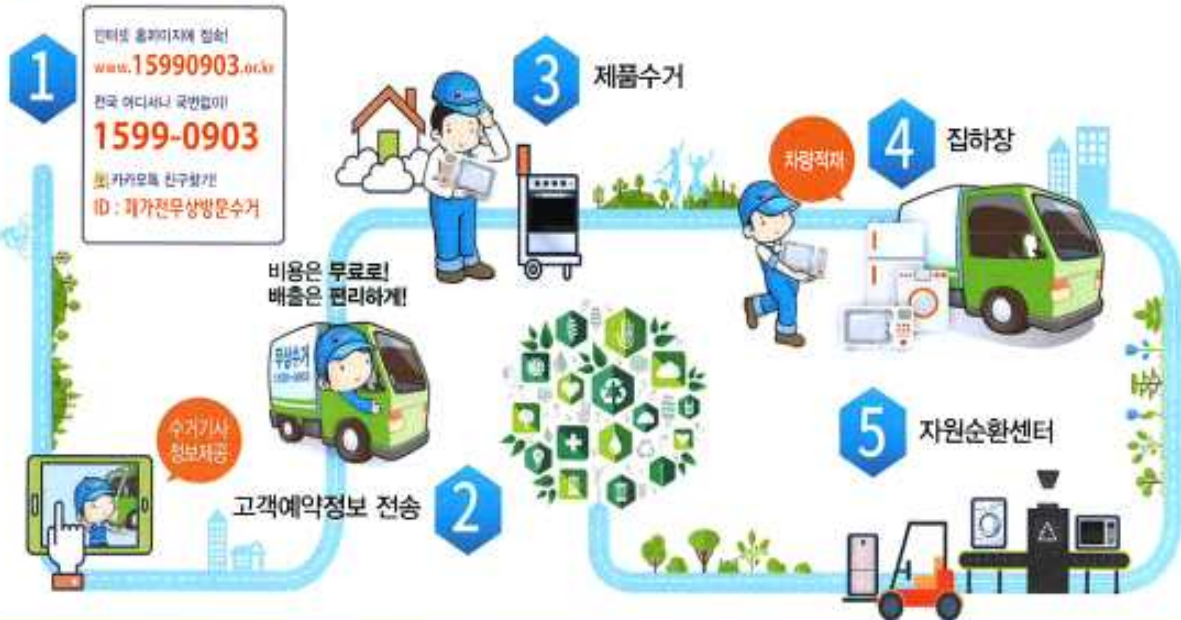 1
인터넷 홈페이지에 접속!
www.15990903.or.kr
전국 어디서나 국번없이!
1599-0903
카카오톡 친구찾기!
ID : 폐가전무상방문수거
수거기사
정보제공
비용은 무료로!
배출은 편리하게!
무상수거
1599-0903
고객예약정보 전송
2
3
제품수거
차량적재
4
집하장
5
자원순환센터